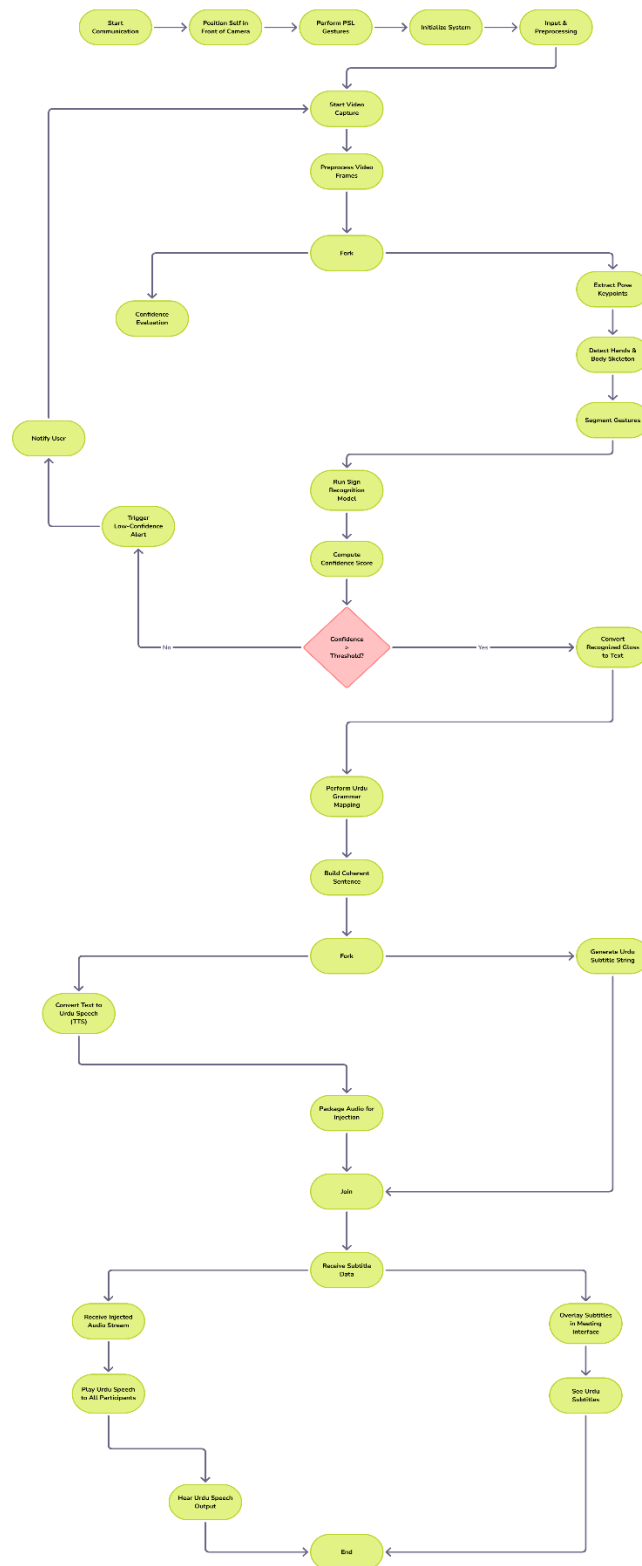 Start
Communication
Position Self in
Front of Camera
Perform PSL
Gestures
Initialize System
Input &
Preprocessing
Start Video
Capture
Preprocess Video
Frames
Fork
Confidence
Evaluation
Extract Pose
Keypoints
Detect Hands &
Body Skeleton
Segment Gestures
Notify User
Run Sign
Recognition
Model
Trigger
Low-Confidence
Alert
Compute
Confidence Score
Confidence
>
Threshold?
No
Yes
Convert
Recognized Gloss
to Text
Perform Urdu
Grammar
Mapping
Build Coherent
Sentence
Fork
Generate Urdu
Subtitle String
Convert Text to
Urdu Speech
(TTS)
Package Audio for
Injection
Join
Receive Subtitle
Data
Receive Injected
Audio Stream
Overlay Subtitles
in Meeting
Interface
Play Urdu Speech
to All Participants
See Urdu
Subtitles
Hear Urdu Speech
Output
End